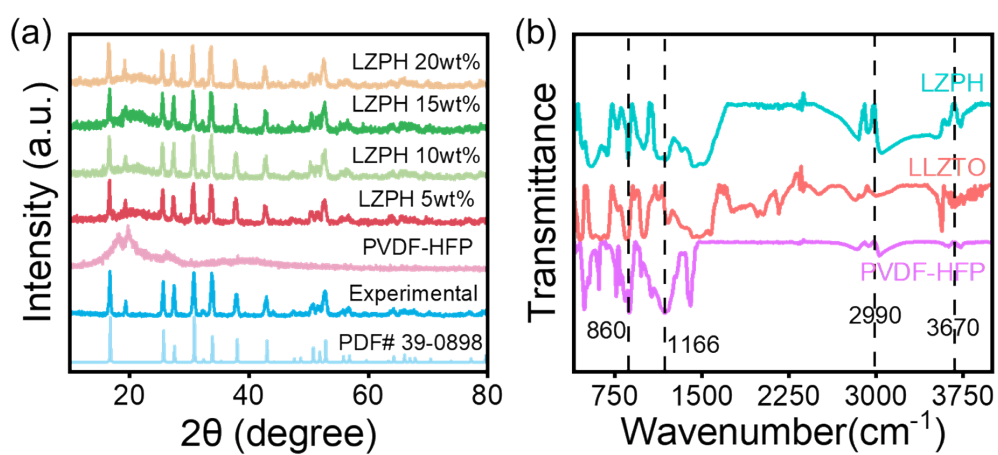 (a)
Intensity (a.u.)
LZPH 20wt%
LZPH 15wt%
LZPH 10wt%
LZPH 5wt%
PVDF-HFP
Experimental
PDF# 39-0898
20 40 60 80
2θ (degree)
(b)
Transmittance
LZPH
LLZTO
PVDF-HFP
860
1166
2990
3670
750 1500 2250 3000 3750
Wavenumber(cm⁻¹)